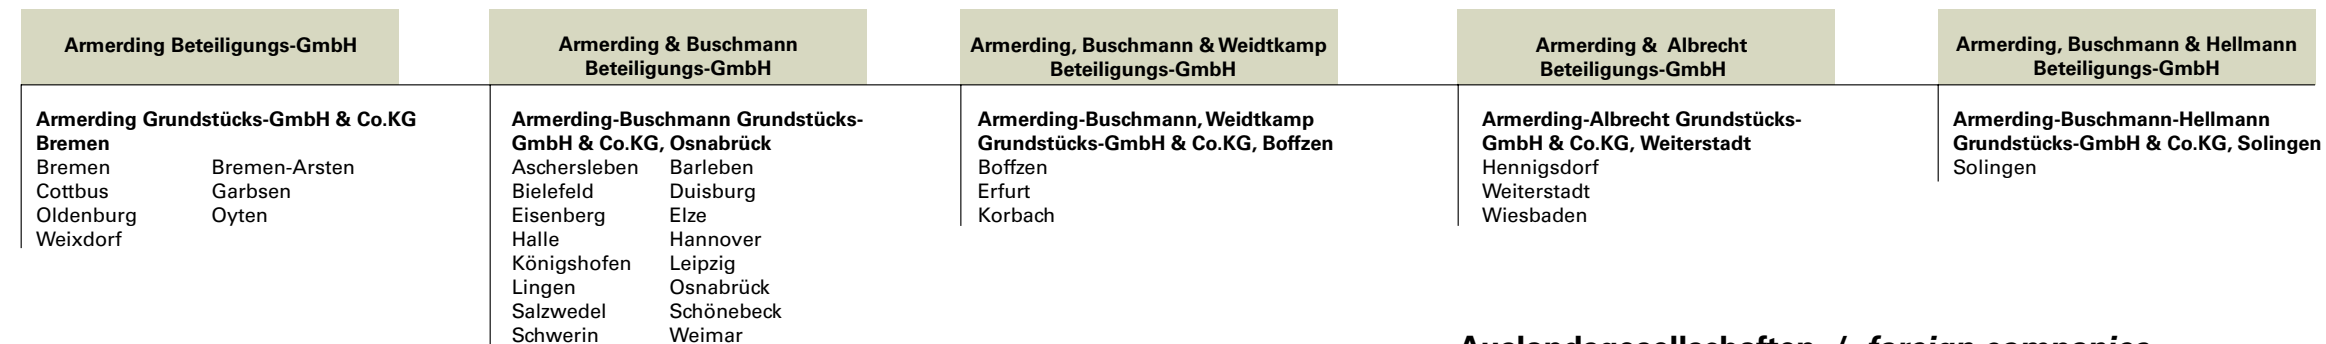 Armerding Beteiligungs-GmbH
Armerding Grundstücks-GmbH & Co.KG
Bremen
Bremen Bremen-Arsten
Cottbus Garbsen
Oldenburg Oyten
Weixdorf
Armerding & Buschmann
Beteiligungs-GmbH
Armerding-Buschmann Grundstücks-
GmbH & Co.KG, Osnabrück
Aschersleben Barleben
Bielefeld Duisburg
Eisenberg Elze
Halle Hannover
Königshofen Leipzig
Lingen Osnabrück
Salzwedel Schönebeck
Schwerin Weimar
Armerding, Buschmann & Weidtkamp
Beteiligungs-GmbH
Armerding-Buschmann, Weidtkamp
Grundstücks-GmbH & Co.KG, Boffzen
Boffzen
Erfurt
Korbach
Armerding & Albrecht
Beteiligungs-GmbH
Armerding-Albrecht Grundstücks-
GmbH & Co.KG, Weiterstadt
Hennigsdorf
Weiterstadt
Wiesbaden
Armerding, Buschmann & Hellmann
Beteiligungs-GmbH
Armerding-Buschmann-Hellmann
Grundstücks-GmbH & Co.KG, Solingen
Solingen
Auslandsgesellschaften / foreign companies